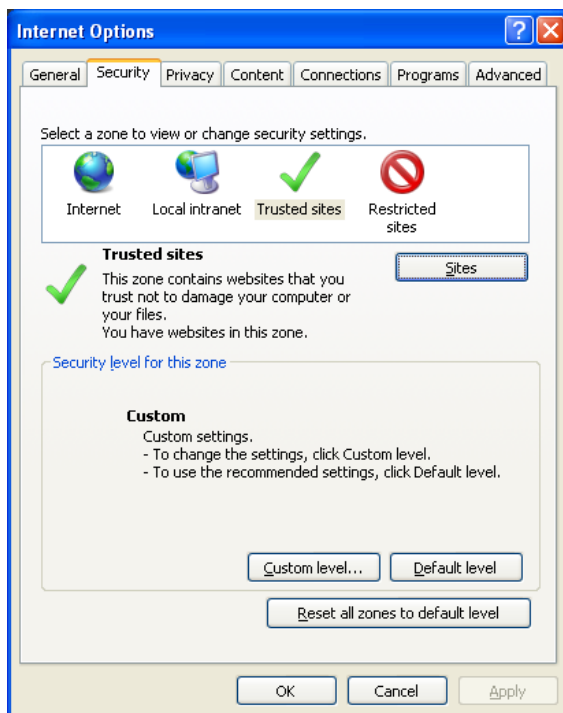 Internet Options
General Security Privacy Content Connections Programs Advanced
Select a zone to view or change security settings.
Internet Local intranet Trusted sites Restricted sites
Trusted sites
Sites
This zone contains websites that you
trust not to damage your computer or
your files.
You have websites in this zone.
Security level for this zone
Custom
Custom settings.
- To change the settings, click Custom level.
- To use the recommended settings, click Default level.
Custom level... Default level
Reset all zones to default level
OK Cancel Apply